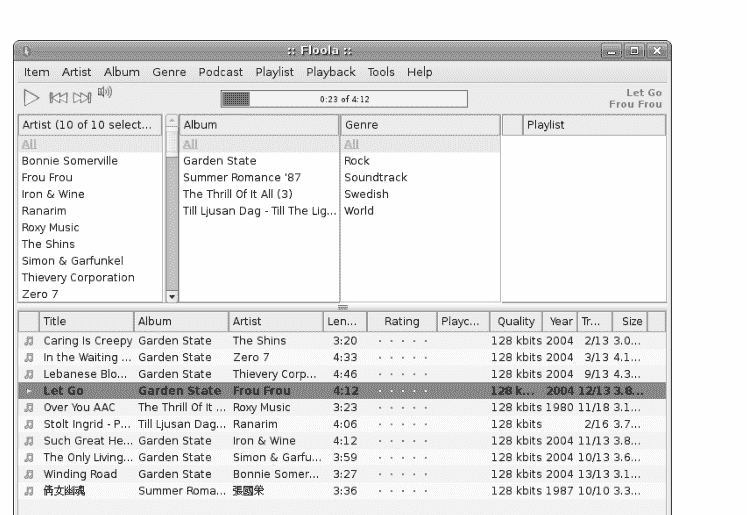 :: Floola ::
Item Artist Album Genre Podcast Playlist Playback Tools Help
0:23 of 4:12
Let Go
Frou Frou
Artist (10 of 10 select... Album Genre Playlist
All All All
Bonnie Somerville Garden State Rock
Frou Frou Summer Romance '87 Soundtrack
Iron & Wine The Thrill Of It All (3) Swedish
Ranarim Till Ljusan Dag - Till The Lig... World
Roxy Music
The Shins
Simon & Garfunkel
Thievery Corporation
Zero 7
Title Album Artist Len... Rating Playc... Quality Year Tr... Size
Caring Is Creepy Garden State The Shins 3:20 · · · · · 128 kbits 2004 2/13 3.0...
In the Waiting ... Garden State Zero 7 4:33 · · · · · 128 kbits 2004 3/13 4.1...
Lebanese Blo... Garden State Thievery Corp... 4:46 · · · · · 128 kbits 2004 9/13 4.3...
Let Go Garden State Frou Frou 4:12 128 k... 2004 12/13 3.8...
Over You AAC The Thrill Of It ... Roxy Music 3:23 · · · · · 128 kbits 1980 11/18 3.1...
Stolt Ingrid - P... Till Ljusan Dag... Ranarim 4:06 · · · · · 128 kbits 2/16 3.7...
Such Great He... Garden State Iron & Wine 4:12 · · · · · 128 kbits 2004 11/13 3.8...
The Only Living... Garden State Simon & Garfu... 3:59 · · · · · 128 kbits 2004 10/13 3.6...
Winding Road Garden State Bonnie Somer... 3:27 · · · · · 128 kbits 2004 13/13 3.1...
倩女幽魂 Summer Roma... 張國榮 3:36 · · · · · 128 kbits 1987 10/10 3.3...